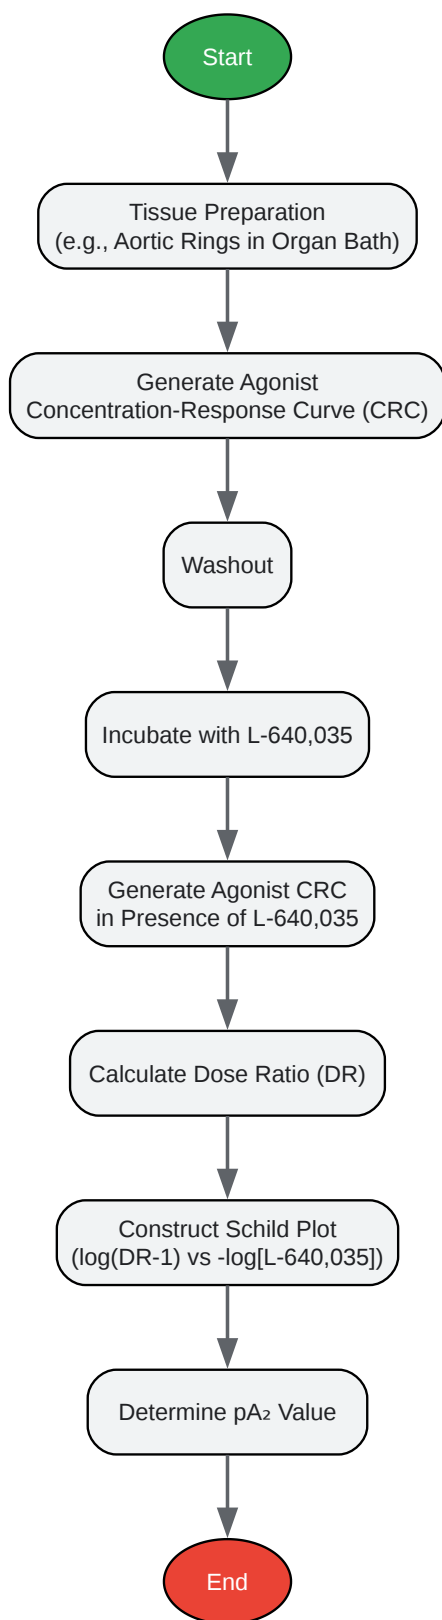 Start
Tissue Preparation
(e.g., Aortic Rings in Organ Bath)
Generate Agonist
Concentration-Response Curve (CRC)
Washout
Incubate with L-640,035
Generate Agonist CRC
in Presence of L-640,035
Calculate Dose Ratio (DR)
Construct Schild Plot
(log(DR-1) vs -log[L-640,035])
Determine pA₂ Value
End